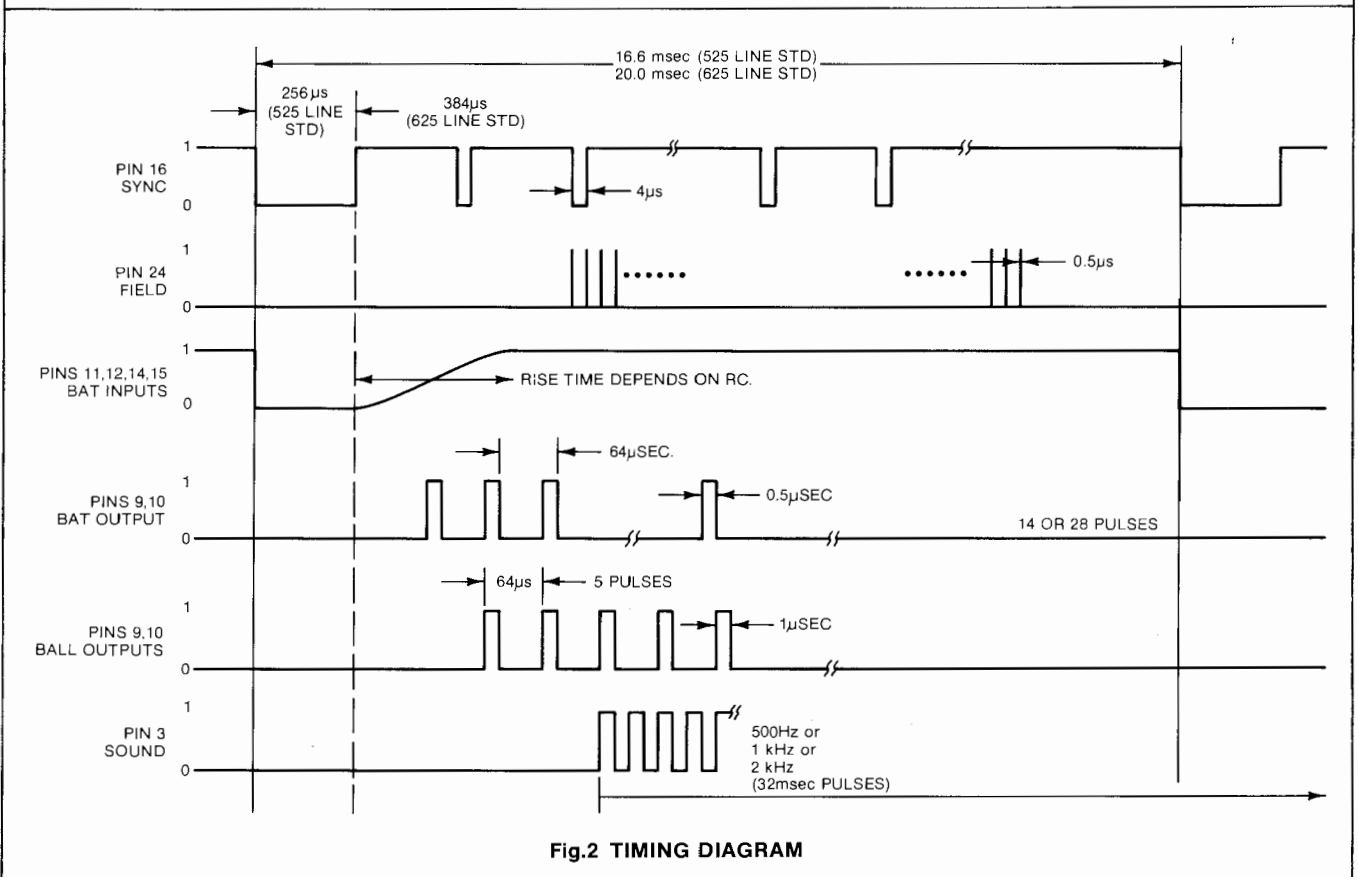 16.6 msec (525 LINE STD)
20.0 msec (625 LINE STD)
256µs
(525 LINE
STD)
384µs
(625 LINE STD)
1
PIN 16
SYNC
0
4µs
1
PIN 24
FIELD
0
0.5µs
1
PINS 11,12,14,15
BAT INPUTS
0
RISE TIME DEPENDS ON RC.
64µSEC.
1
PINS 9,10
BAT OUTPUT
0
0.5µSEC
14 OR 28 PULSES
64µs
5 PULSES
1
PINS 9,10
BALL OUTPUTS
0
1µSEC
1
PIN 3
SOUND
0
500Hz or
1 kHz or
2 kHz
(32msec PULSES)
Fig.2 TIMING DIAGRAM